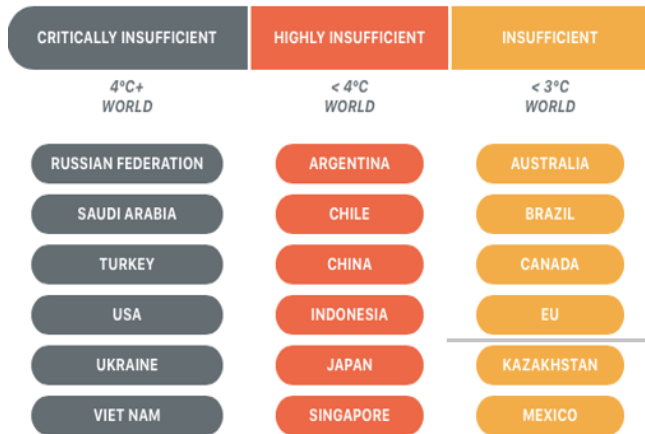 CRITICALLY INSUFFICIENT
HIGHLY INSUFFICIENT
INSUFFICIENT
4°C+
WORLD
< 4°C
WORLD
< 3°C
WORLD
RUSSIAN FEDERATION
ARGENTINA
AUSTRALIA
SAUDI ARABIA
CHILE
BRAZIL
TURKEY
CHINA
CANADA
USA
INDONESIA
EU
UKRAINE
JAPAN
KAZAKHSTAN
VIET NAM
SINGAPORE
MEXICO